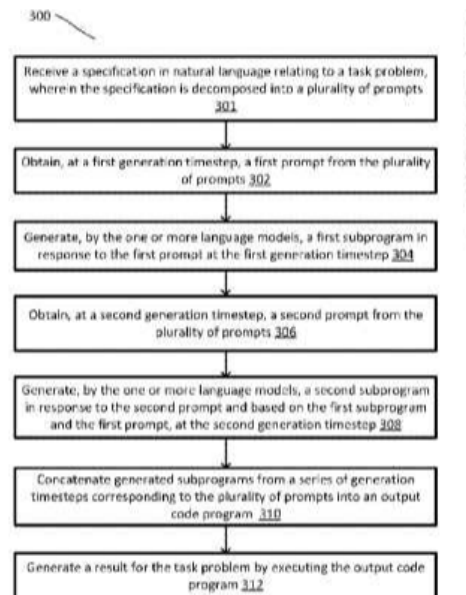 300
Receive a specification in natural language relating to a task problem,
wherein the specification is decomposed into a plurality of prompts
301
Obtain, at a first generation timestep, a first prompt from the plurality
of prompts 302
Generate, by the one or more language models, a first subprogram in
response to the first prompt at the first generation timestep 304
Obtain, at a second generation timestep, a second prompt from the
plurality of prompts 306
Generate, by the one or more language models, a second subprogram
in response to the second prompt and based on the first subprogram
and the first prompt, at the second generation timestep 308
Concatenate generated subprograms from a series of generation
timesteps corresponding to the plurality of prompts into an output
code program 310
Generate a result for the task problem by executing the output code
program 312